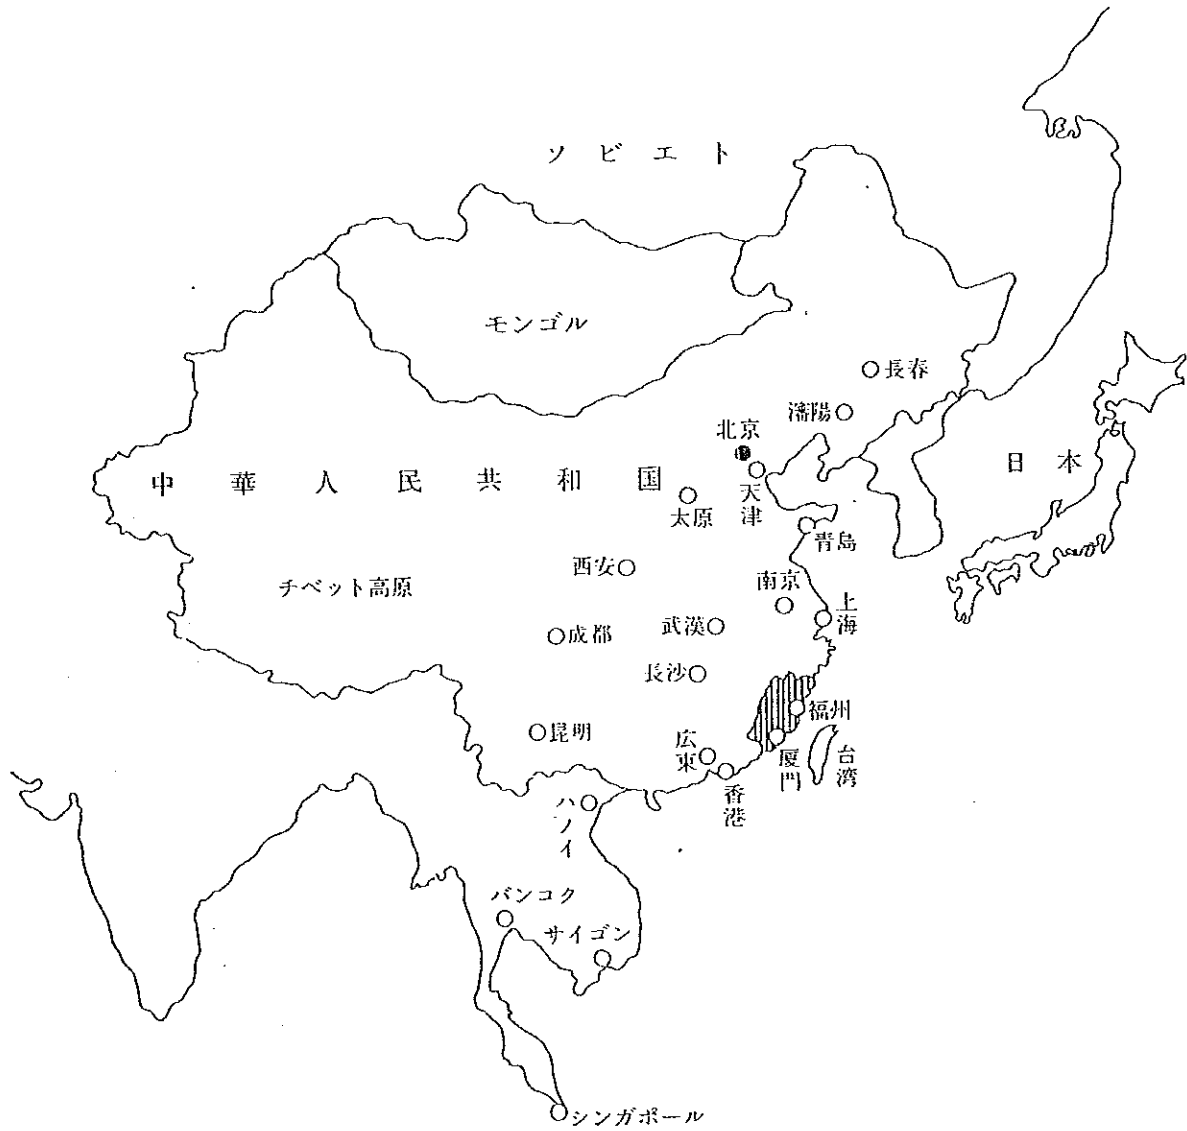 ソビエト
モンゴル
長春
瀋陽
北京
天津
日本
中華人民共和国
太原
青島
西安
チベット高原
南京
上海
成都
武漢
長沙
福州
昆明
広東
厦門
台湾
香港
ハノイ
バンコク
サイゴン
シンガポール